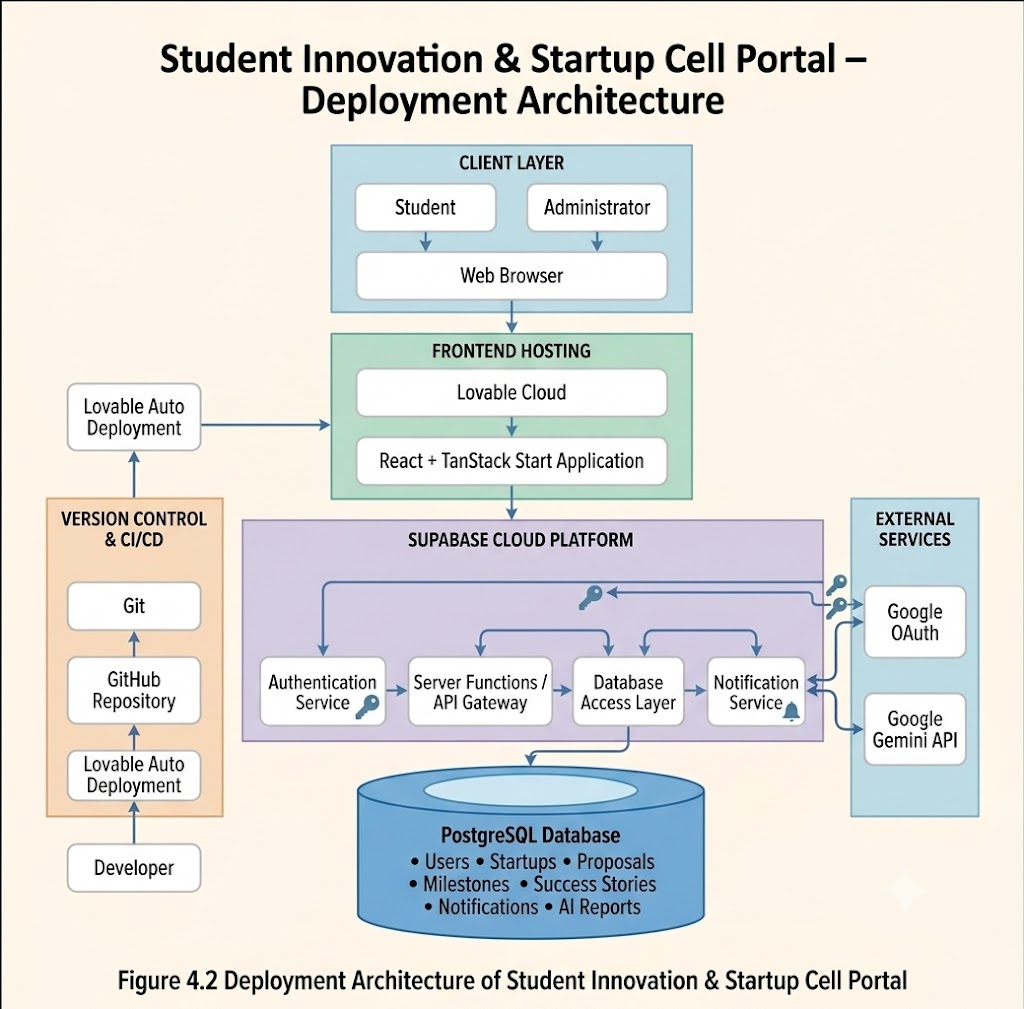 Student Innovation & Startup Cell Portal –
Deployment Architecture
CLIENT LAYER
Student
Administrator
Web Browser
FRONTEND HOSTING
Lovable Cloud
React + TanStack Start Application
Lovable Auto
Deployment
VERSION CONTROL
& CI/CD
Git
GitHub
Repository
Lovable Auto
Deployment
Developer
SUPABASE CLOUD PLATFORM
Authentication
Service
Server Functions /
API Gateway
Database
Access Layer
Notification
Service
EXTERNAL
SERVICES
Google
OAuth
Google
Gemini API
PostgreSQL Database
• Users • Startups • Proposals
• Milestones • Success Stories
• Notifications • AI Reports
Figure 4.2 Deployment Architecture of Student Innovation & Startup Cell Portal